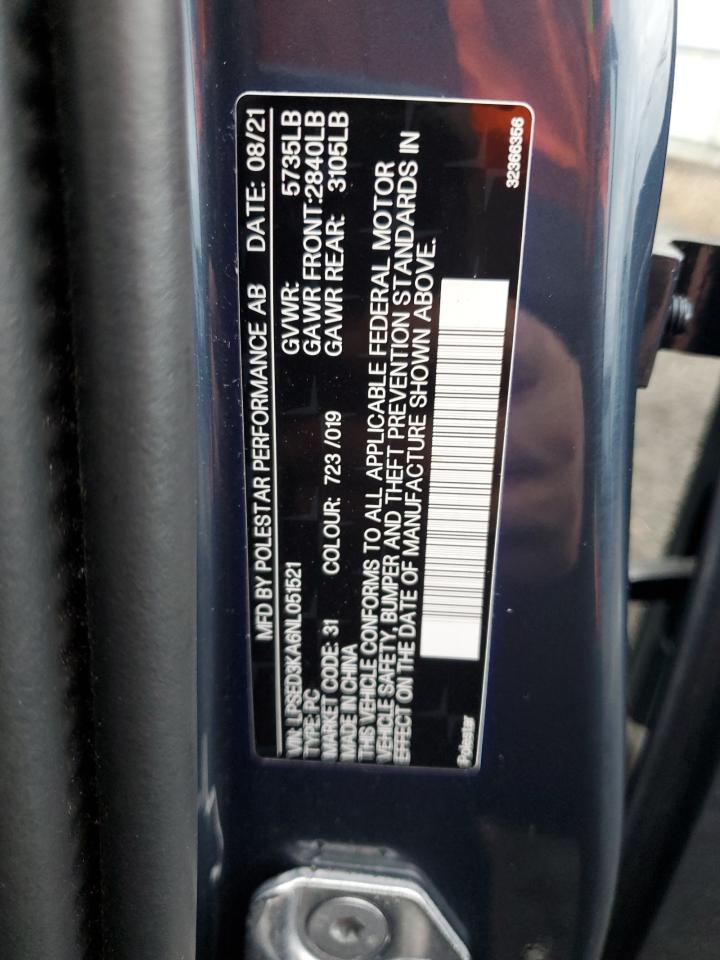 MFD BY POLESTAR PERFORMANCE AB DATE: 08/21
VIN: LPSED3KA6NL051521 GVWR: 5735LB
TYPE: PC GAWR FRONT: 2840LB
MARKET CODE: 31 COLOUR: 723 /019 GAWR REAR: 3105LB
MADE IN CHINA
THIS VEHICLE CONFORMS TO ALL APPLICABLE FEDERAL MOTOR
VEHICLE SAFETY, BUMPER AND THEFT PREVENTION STANDARDS IN
EFFECT ON THE DATE OF MANUFACTURE SHOWN ABOVE.
Polestar 32366356